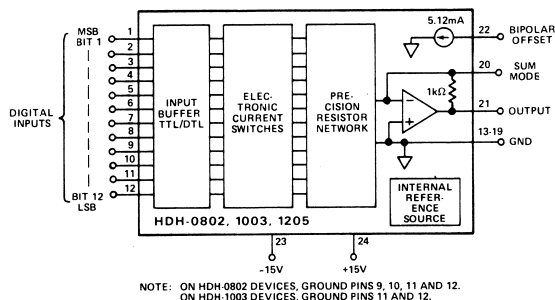 5.12mA
22 BIPOLAR OFFSET
MSB
BIT 1
1
2
3
4
5
6
7
8
9
10
11
12
BIT 12
LSB
DIGITAL
INPUTS
INPUT
BUFFER
TTL/DTL
ELEC-
TRONIC
CURRENT
SWITCHES
PRE-
CISION
RESISTOR
NETWORK
20 SUM
MODE
1kΩ
−
+
21 OUTPUT
13-19 GND
INTERNAL
REFER-
ENCE
SOURCE
HDH-0802, 1003, 1205
23
-15V
24
+15V
NOTE: ON HDH-0802 DEVICES, GROUND PINS 9, 10, 11 AND 12.
ON HDH-1003 DEVICES, GROUND PINS 11 AND 12.